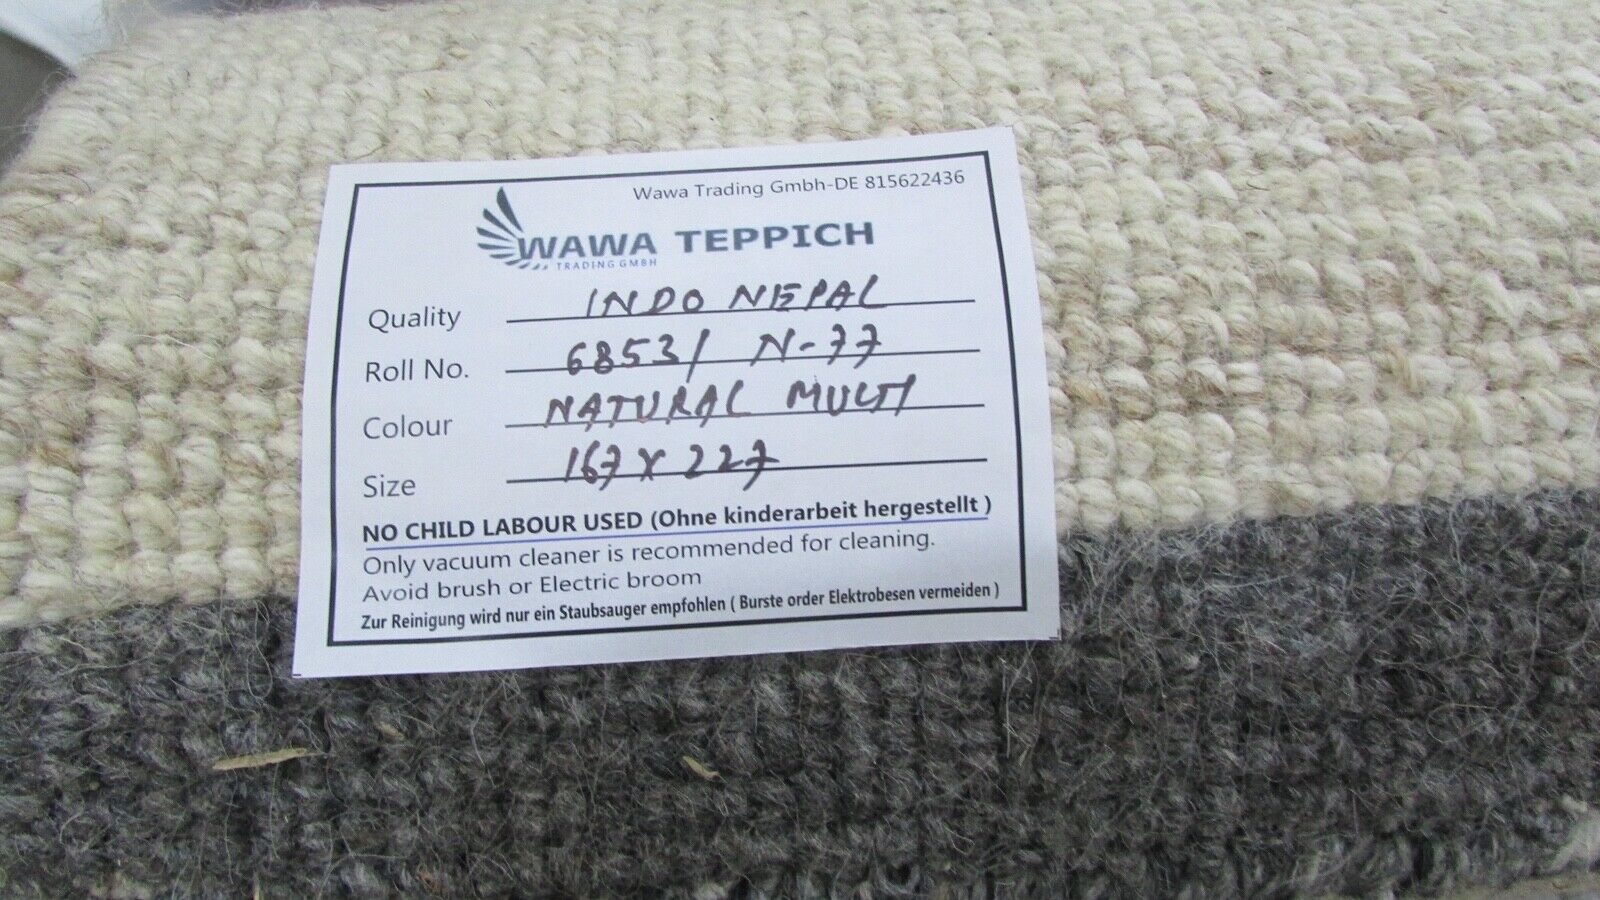 Wawa Trading Gmbh-DE 815622436
WAWA TEPPICH
TRADING GMBH
Quality INDO NEPAL
Roll No. 6853/ N-77
Colour NATURAL MULTI
Size 167 x 227
NO CHILD LABOUR USED (Ohne kinderarbeit hergestellt )
Only vacuum cleaner is recommended for cleaning.
Avoid brush or Electric broom
Zur Reinigung wird nur ein Staubsauger empfohlen ( Burste order Elektrobesen vermeiden )